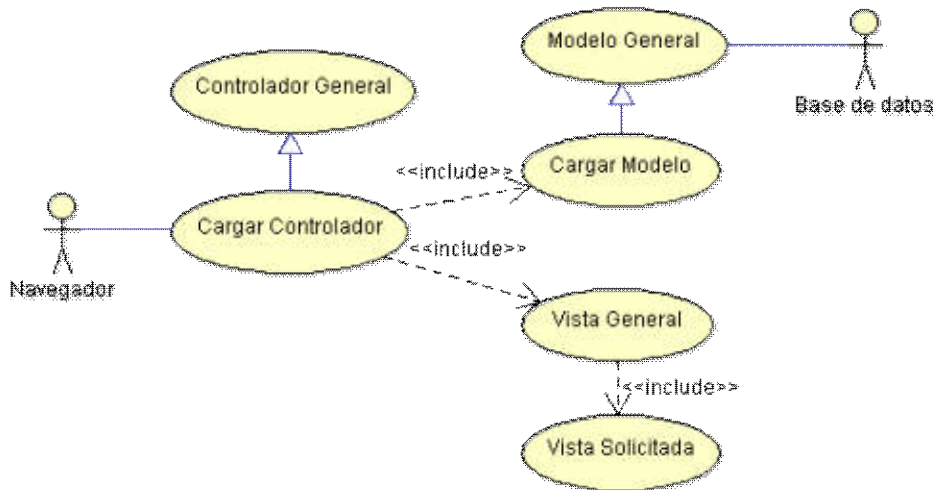 Modelo General
Controlador General
Base de datos
<<include>>
Cargar Modelo
Cargar Controlador
<<include>>
Navegador
Vista General
<<include>>
Vista Solicitada